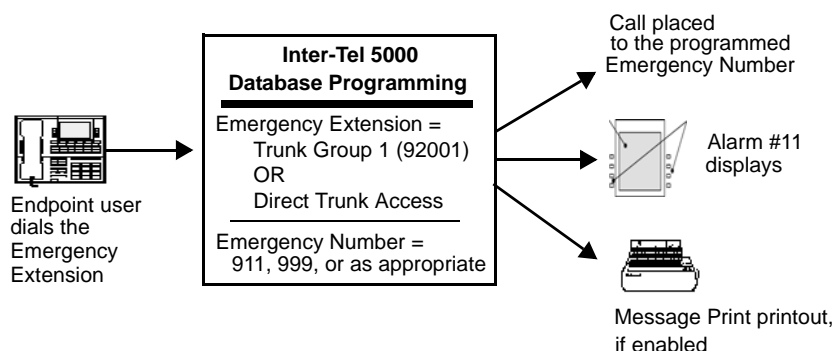 Endpoint user
dials the
Emergency
Extension
Inter-Tel 5000
Database Programming
Emergency Extension =
Trunk Group 1 (92001)
OR
Direct Trunk Access
Emergency Number =
911, 999, or as appropriate
Call placed
to the programmed
Emergency Number
Alarm #11
displays
Message Print printout,
if enabled